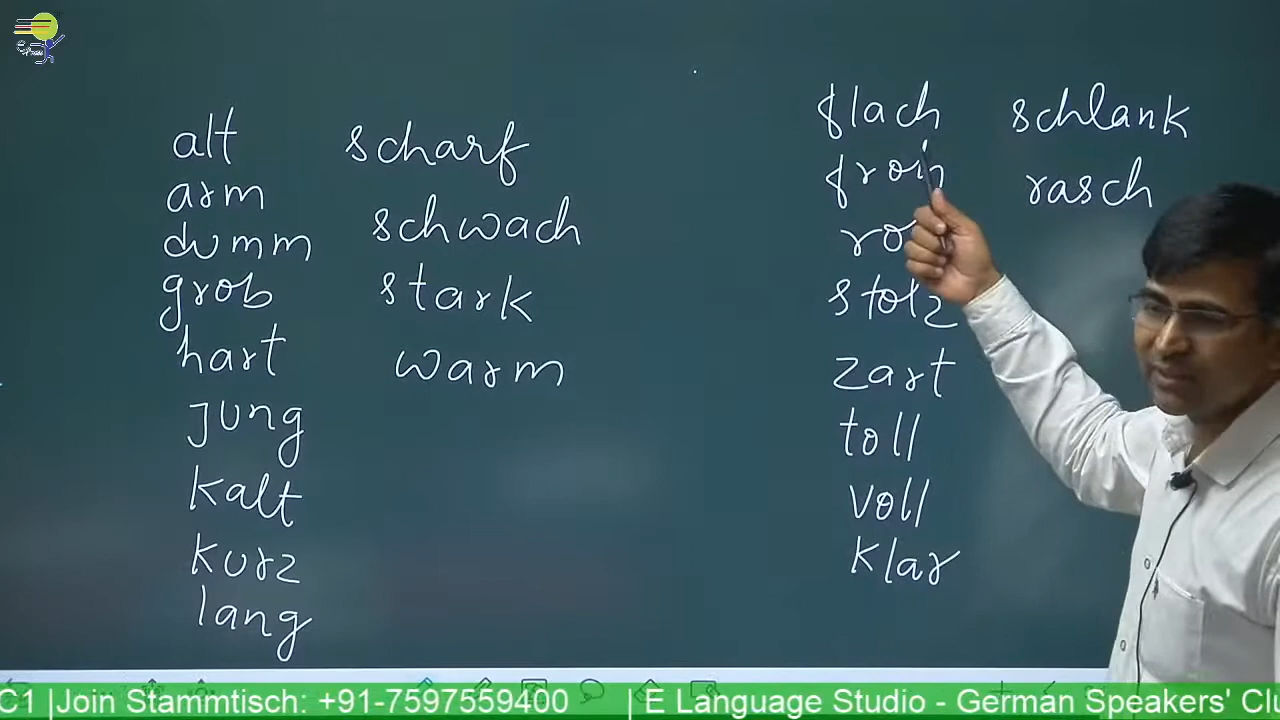 alt
arm
dumm
grob
hart
jung
kalt
kurz
lang
scharf
schwach
stark
warm
flach
stolz
zart
toll
voll
klar
schlank
rasch
C1 |Join Stammtisch: +91-7597559400 |E Language Studio - German Speakers' Clu